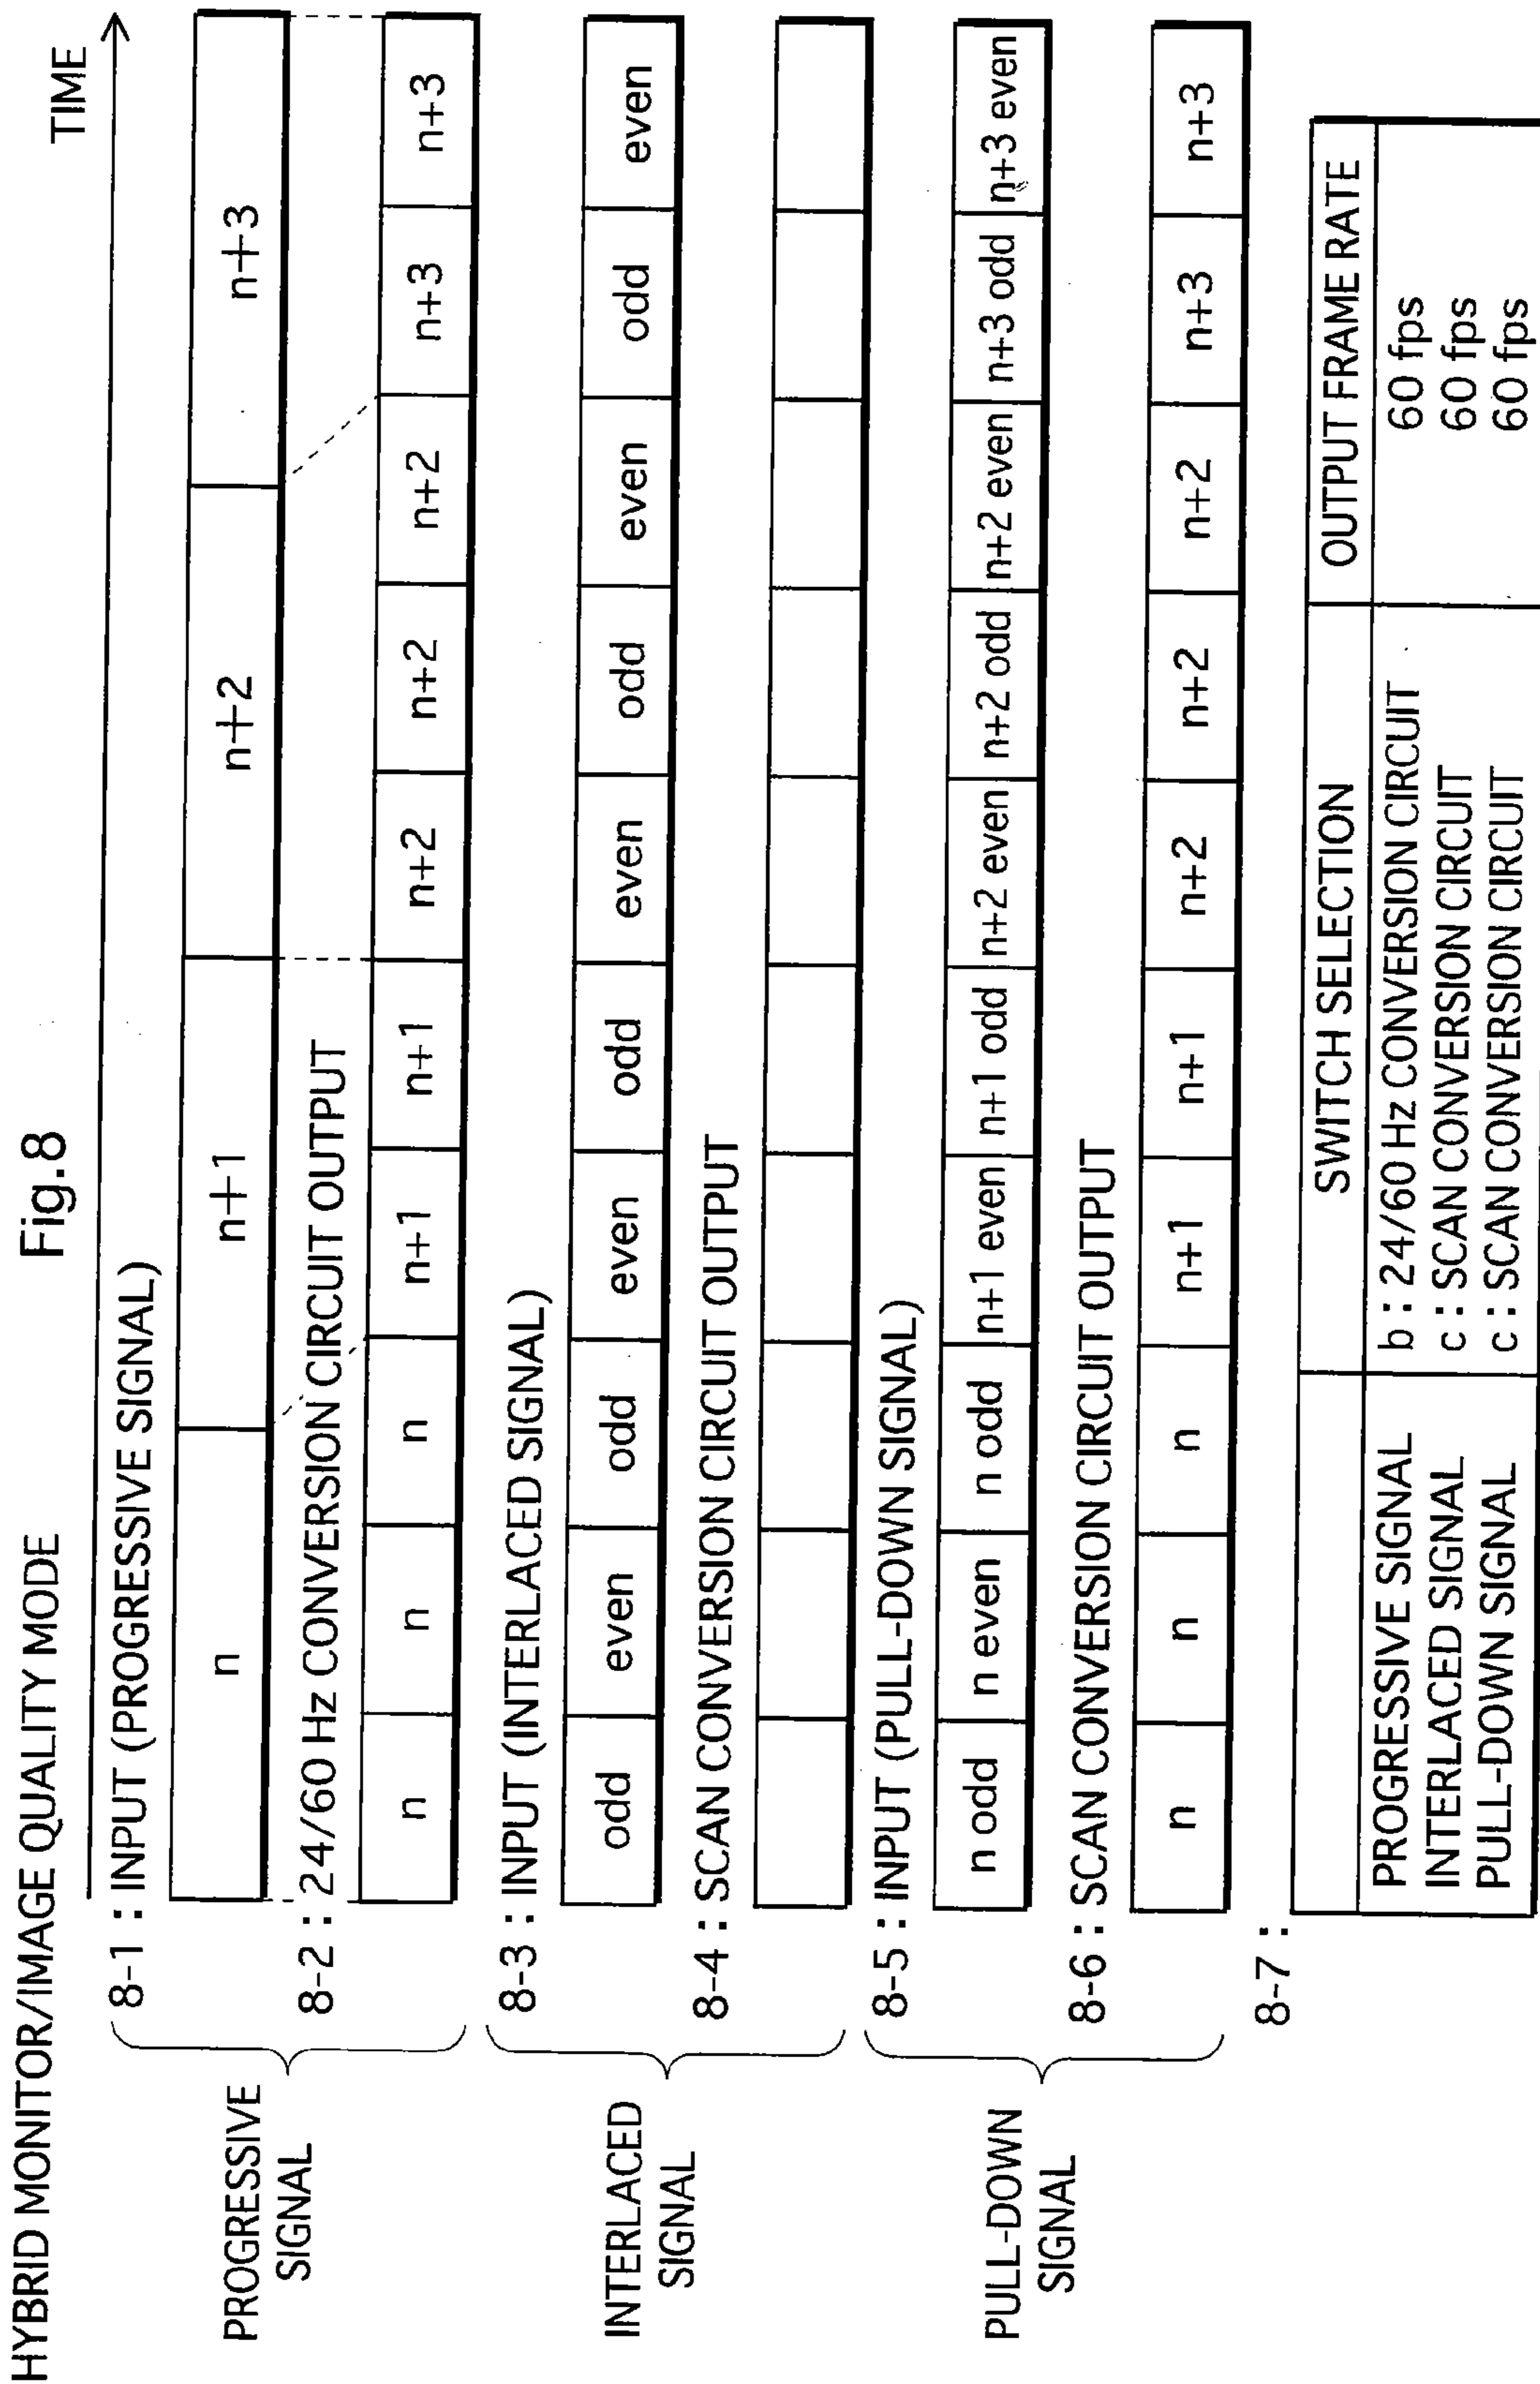 Fig.8
HYBRID MONITOR/IMAGE QUALITY MODE
TIME
PROGRESSIVE
SIGNAL
8-1 : INPUT (PROGRESSIVE SIGNAL)
n n+1 n+2 n+3
8-2 : 24/60 Hz CONVERSION CIRCUIT OUTPUT
n n n n+1 n+1 n+2 n+2 n+2 n+3 n+3
INTERLACED
SIGNAL
8-3 : INPUT (INTERLACED SIGNAL)
odd even odd even odd even odd even odd even
8-4 : SCAN CONVERSION CIRCUIT OUTPUT
PULL-DOWN
SIGNAL
8-5 : INPUT (PULL-DOWN SIGNAL)
n odd n even n odd n+1 even n+1 odd n+2 even n+2 odd n+2 even n+3 odd n+3 even
8-6 : SCAN CONVERSION CIRCUIT OUTPUT
n n n n+1 n+1 n+2 n+2 n+2 n+3 n+3
8-7 :
SWITCH SELECTION OUTPUT FRAME RATE
PROGRESSIVE SIGNAL b : 24/60 Hz CONVERSION CIRCUIT 60 fps
INTERLACED SIGNAL c : SCAN CONVERSION CIRCUIT 60 fps
PULL-DOWN SIGNAL c : SCAN CONVERSION CIRCUIT 60 fps